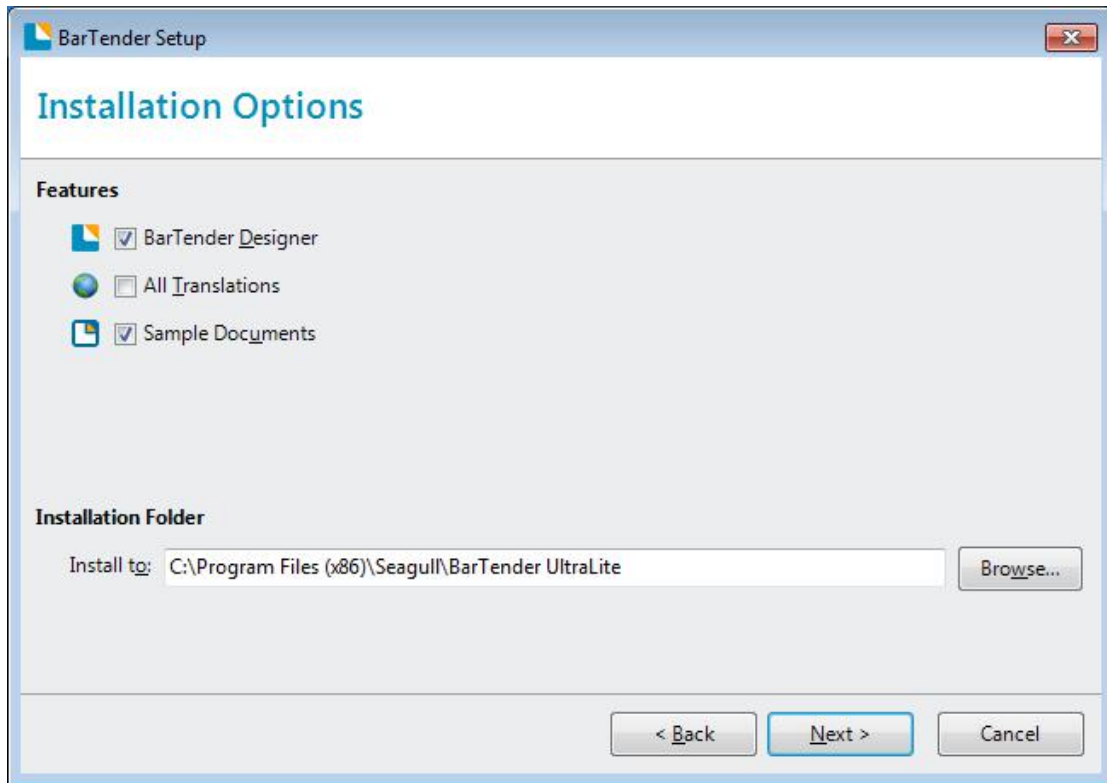 BarTender Setup
Installation Options
Features
BarTender Designer
All Translations
Sample Documents
Installation Folder
Install to: C:\Program Files (x86)\Seagull\BarTender UltraLite Browse...
< Back Next > Cancel